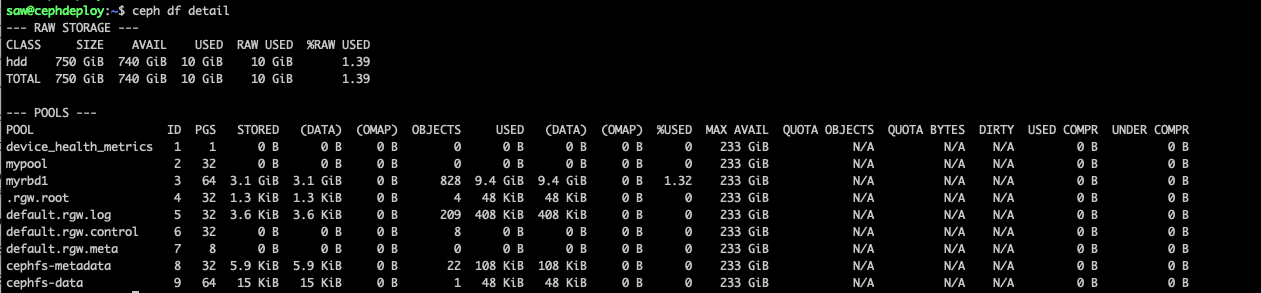 saw@cephdeploy:~$ ceph df detail
--- RAW STORAGE ---
CLASS     SIZE    AVAIL    USED  RAW USED  %RAW USED
hdd    750 GiB  740 GiB  10 GiB    10 GiB       1.39
TOTAL  750 GiB  740 GiB  10 GiB    10 GiB       1.39

--- POOLS ---
POOL                   ID  PGS   STORED   (DATA)  (OMAP)  OBJECTS     USED   (DATA)  (OMAP)  %USED  MAX AVAIL  QUOTA OBJECTS  QUOTA BYTES  DIRTY  USED COMPR  UNDER COMPR
device_health_metrics   1    1      0 B      0 B     0 B        0      0 B      0 B     0 B      0    233 GiB            N/A          N/A    N/A         0 B          0 B
mypool                  2   32      0 B      0 B     0 B        0      0 B      0 B     0 B      0    233 GiB            N/A          N/A    N/A         0 B          0 B
myrbd1                  3   64  3.1 GiB  3.1 GiB     0 B      828  9.4 GiB  9.4 GiB     0 B   1.32    233 GiB            N/A          N/A    N/A         0 B          0 B
.rgw.root               4   32  1.3 KiB  1.3 KiB     0 B        4   48 KiB   48 KiB     0 B      0    233 GiB            N/A          N/A    N/A         0 B          0 B
default.rgw.log         5   32  3.6 KiB  3.6 KiB     0 B      209  408 KiB  408 KiB     0 B      0    233 GiB            N/A          N/A    N/A         0 B          0 B
default.rgw.control     6   32      0 B      0 B     0 B        8      0 B      0 B     0 B      0    233 GiB            N/A          N/A    N/A         0 B          0 B
default.rgw.meta        7    8      0 B      0 B     0 B        0      0 B      0 B     0 B      0    233 GiB            N/A          N/A    N/A         0 B          0 B
cephfs-metadata         8   32  5.9 KiB  5.9 KiB     0 B       22  108 KiB  108 KiB     0 B      0    233 GiB            N/A          N/A    N/A         0 B          0 B
cephfs-data             9   64   15 KiB   15 KiB     0 B        1   48 KiB   48 KiB     0 B      0    233 GiB            N/A          N/A    N/A         0 B          0 B